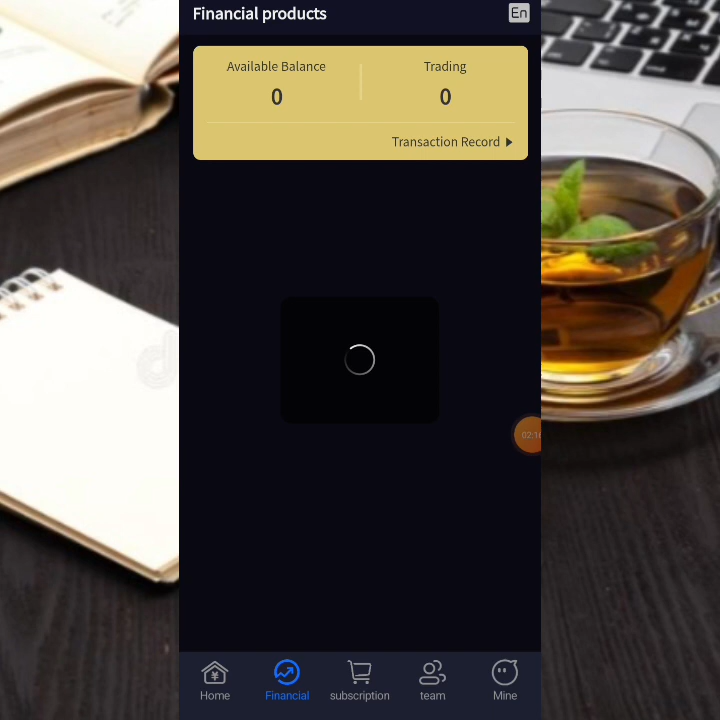 Financial products
En
Available Balance
Trading
0
0
Transaction Record
Home
Financial
subscription
team
Mine